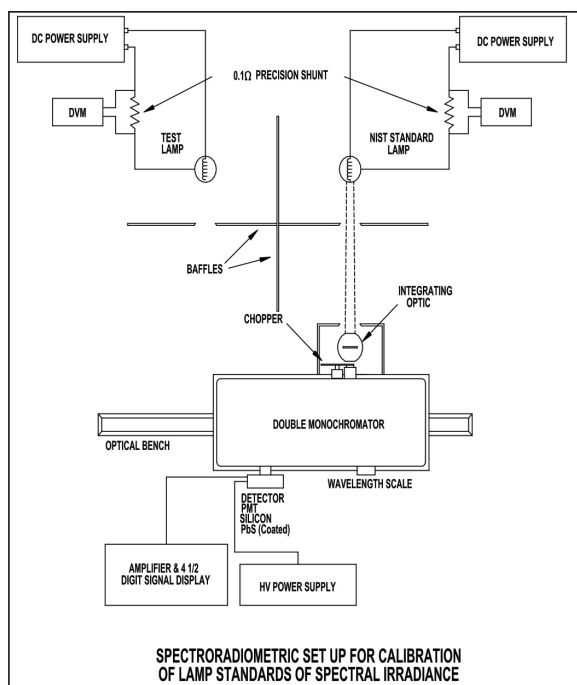 DC POWER SUPPLY
DC POWER SUPPLY
0.1Ω PRECISION SHUNT
DVM
DVM
TEST
LAMP
NIST STANDARD
LAMP
BAFFLES
INTEGRATING
OPTIC
CHOPPER
DOUBLE MONOCHROMATOR
OPTICAL BENCH
WAVELENGTH SCALE
DETECTOR
PMT
SILICON
PbS (Coated)
AMPLIFIER & 4 1/2
DIGIT SIGNAL DISPLAY
HV POWER SUPPLY
SPECTRORADIOMETRIC SET UP FOR CALIBRATION
OF LAMP STANDARDS OF SPECTRAL IRRADIANCE